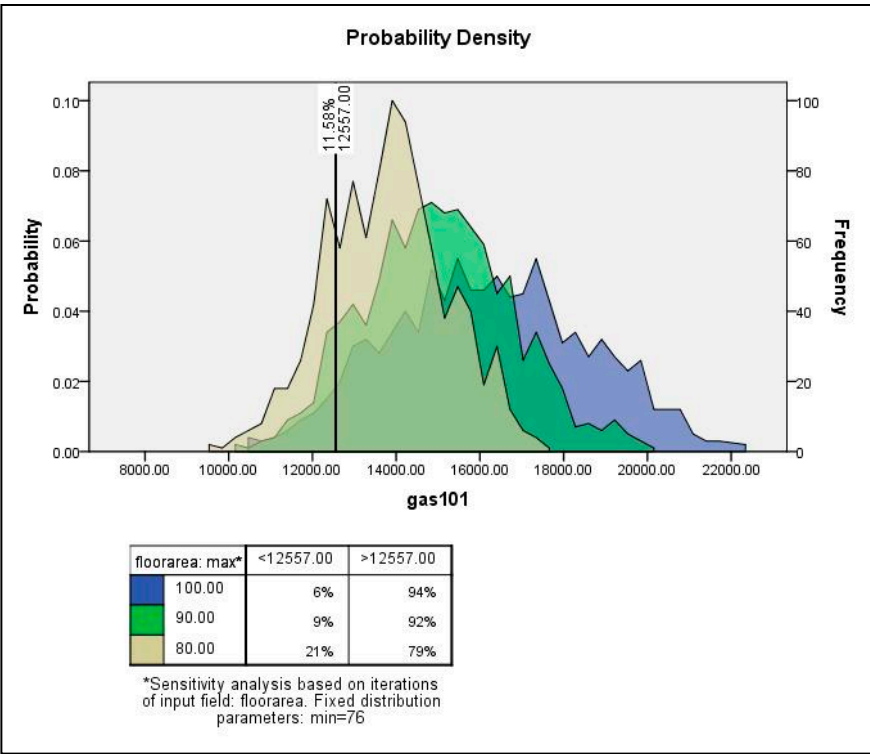 Probability Density
11.58%
12557.00
0.10
0.08
0.06
0.04
0.02
0.00
Probability
100
80
60
40
20
0
Frequency
8000.00 10000.00 12000.00 14000.00 16000.00 18000.00 20000.00 22000.00
gas101
floorarea: max* <12557.00 >12557.00
100.00 6% 94%
90.00 9% 92%
80.00 21% 79%
*Sensitivity analysis based on iterations
of input field: floorarea. Fixed distribution
parameters: min=76